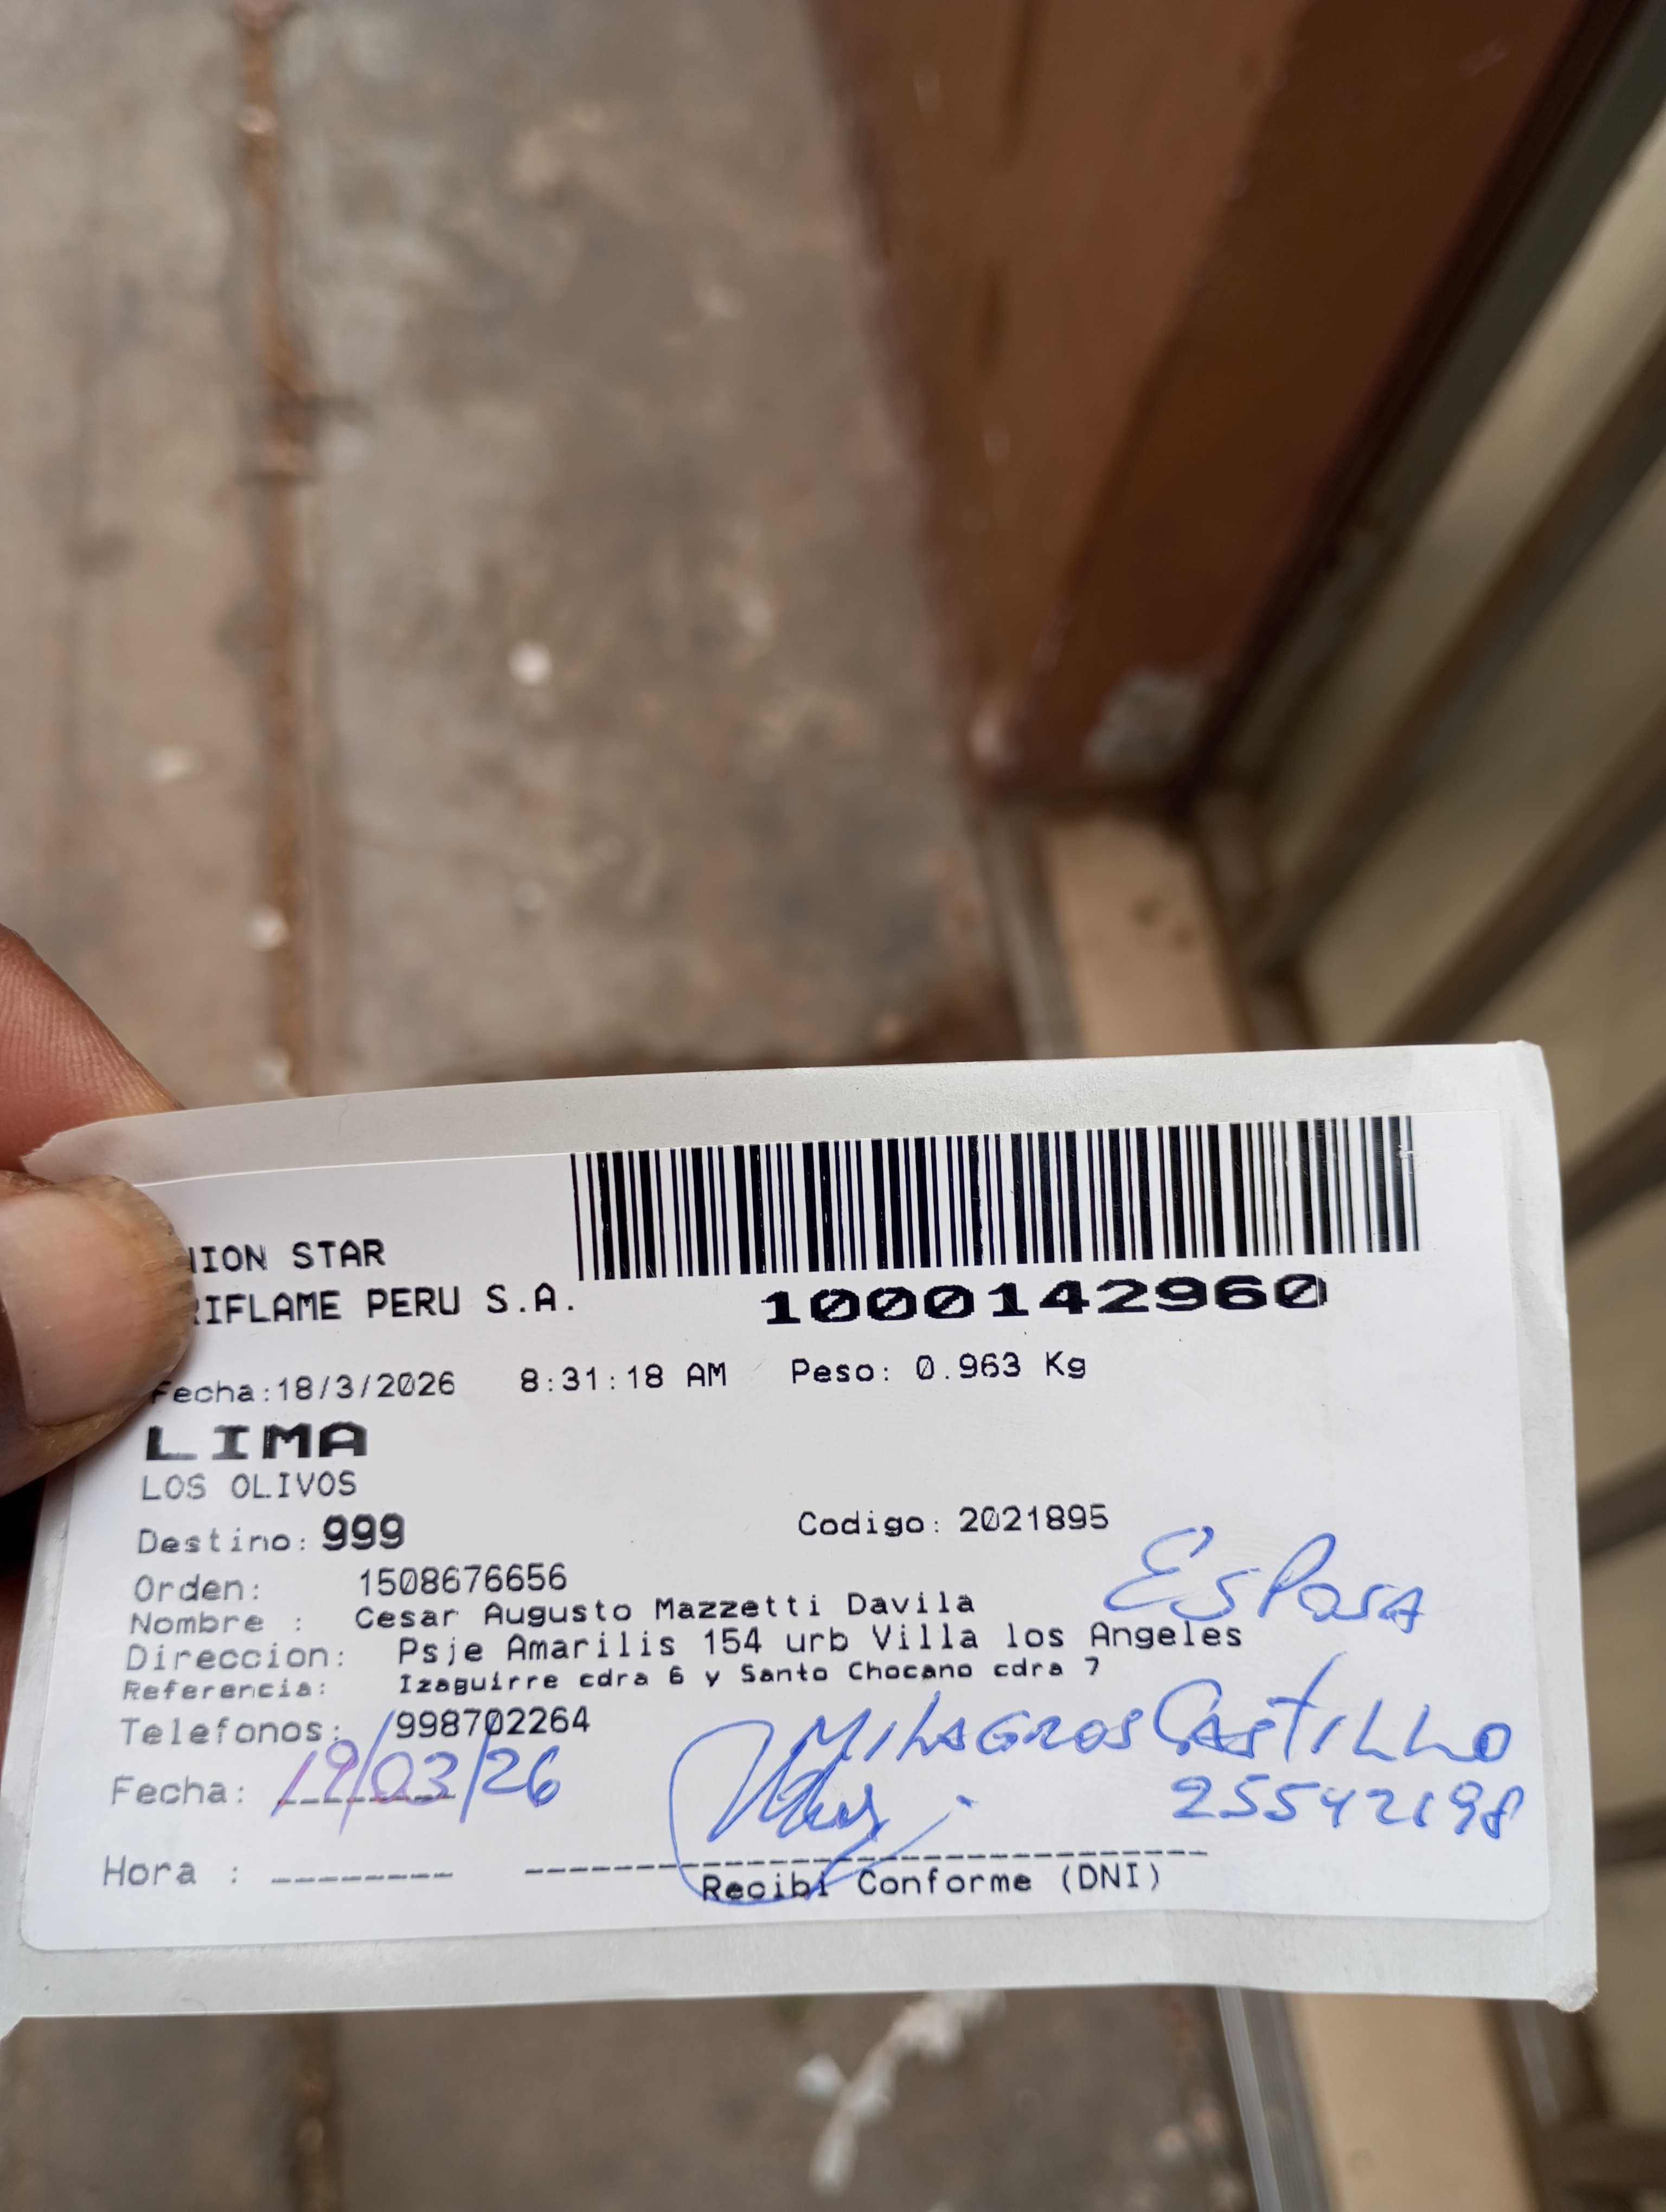 NION STAR
RIFLAME PERU S.A.
1000142960
Fecha:18/3/2026 8:31:18 AM Peso: 0.963 Kg
LIMA
LOS OLIVOS
Destino: 999 Codigo: 2021895
Orden: 1508676656
Nombre : Cesar Augusto Mazzetti Davila
ESPOSA
Direccion: Psje Amarilis 154 urb Villa los Angeles
Referencia: Izaguirre cdra 6 y Santo Chocano cdra 7
Telefonos: 998702264
MILAGROS CASTILLO
Fecha: 19/03/26
Hora :
Recibi Conforme (DNI)